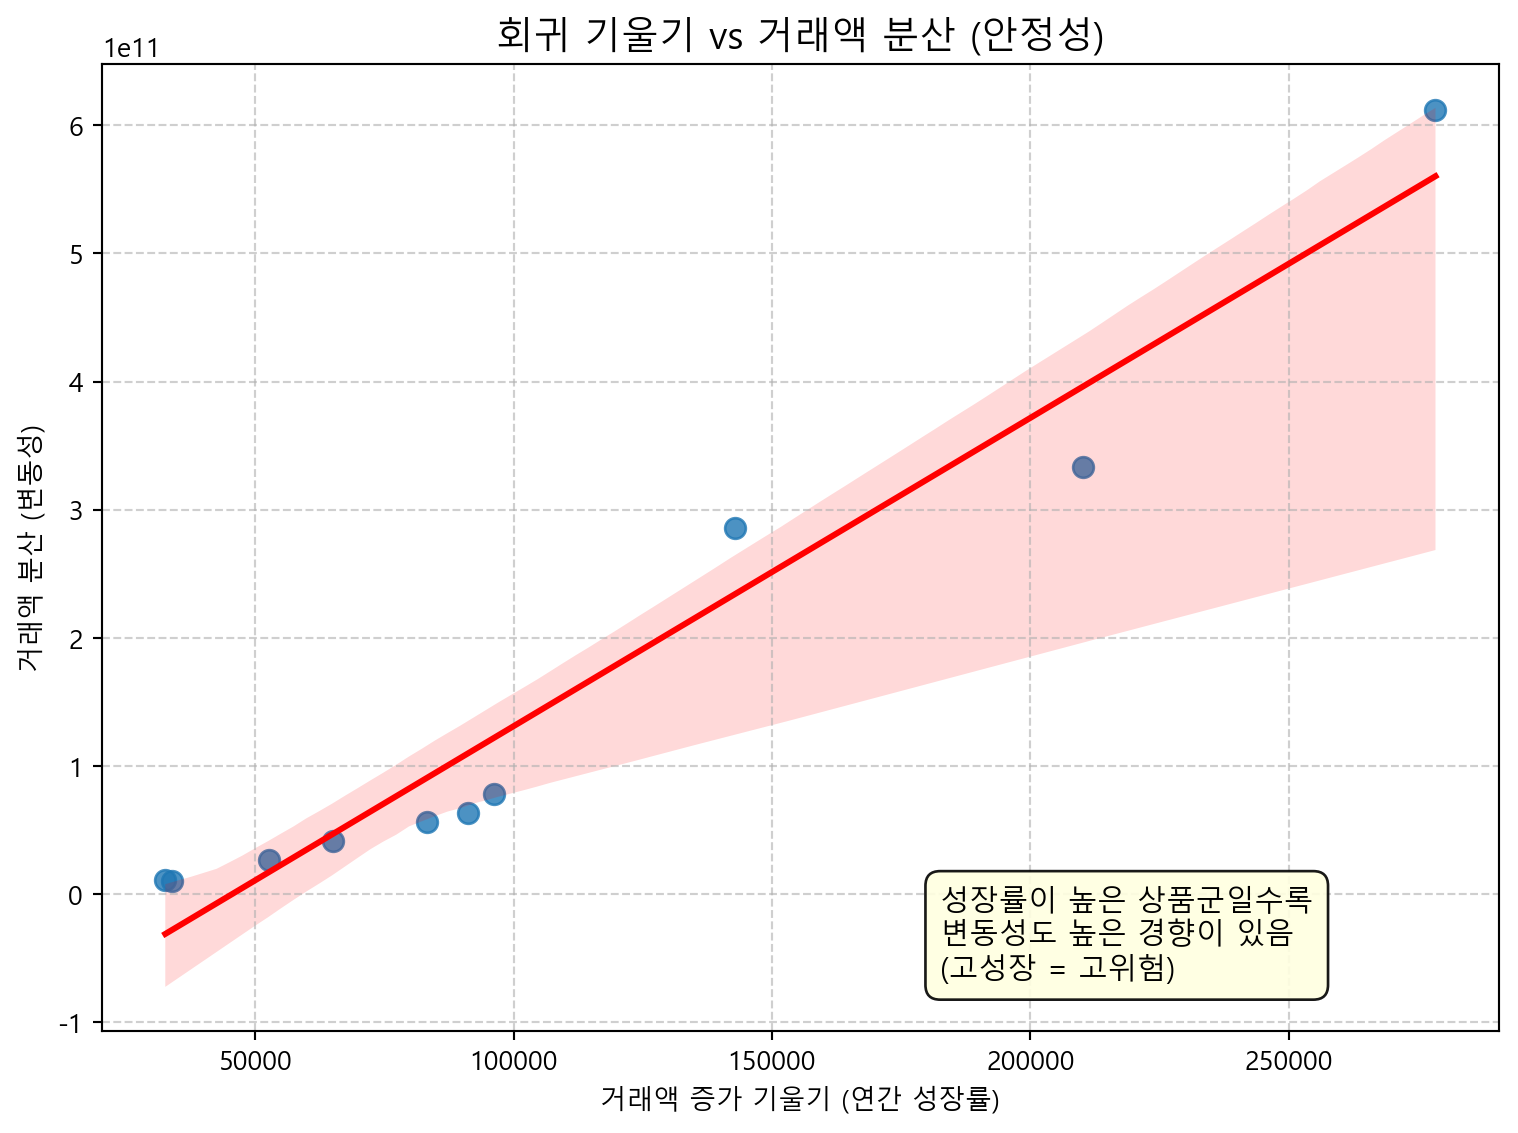 회귀 기울기 vs 거래액 분산 (안정성)
1e11
6
5
4
3
2
1
0
-1
거래액 분산 (변동성)
성장률이 높은 상품군일수록
변동성도 높은 경향이 있음
(고성장 = 고위험)
50000 100000 150000 200000 250000
거래액 증가 기울기 (연간 성장률)